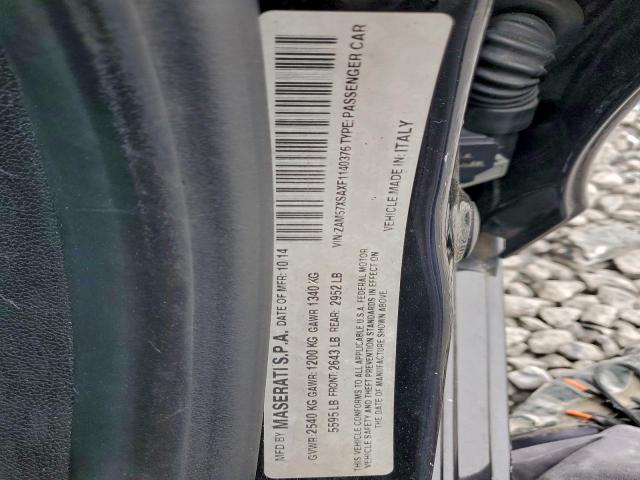 MFD BY MASERATI S.P.A. DATE OF MFR: 10 14
GVWR: 2540 KG GAWR: 1200 KG GAWR 1340 KG
5595 LB FRONT: 2643 LB REAR: 2952 LB
THIS VEHICLE CONFORMS TO ALL APPLICABLE U.S.A. FEDERAL MOTOR
VEHICLE SAFETY AND THEFT PREVENTION STANDARDS IN EFFECT ON
THE DATE OF MANUFACTURE SHOWN ABOVE.
VIN: ZAM57XSAXF1140376 TYPE: PASSENGER CAR
VEHICLE MADE IN: ITALY